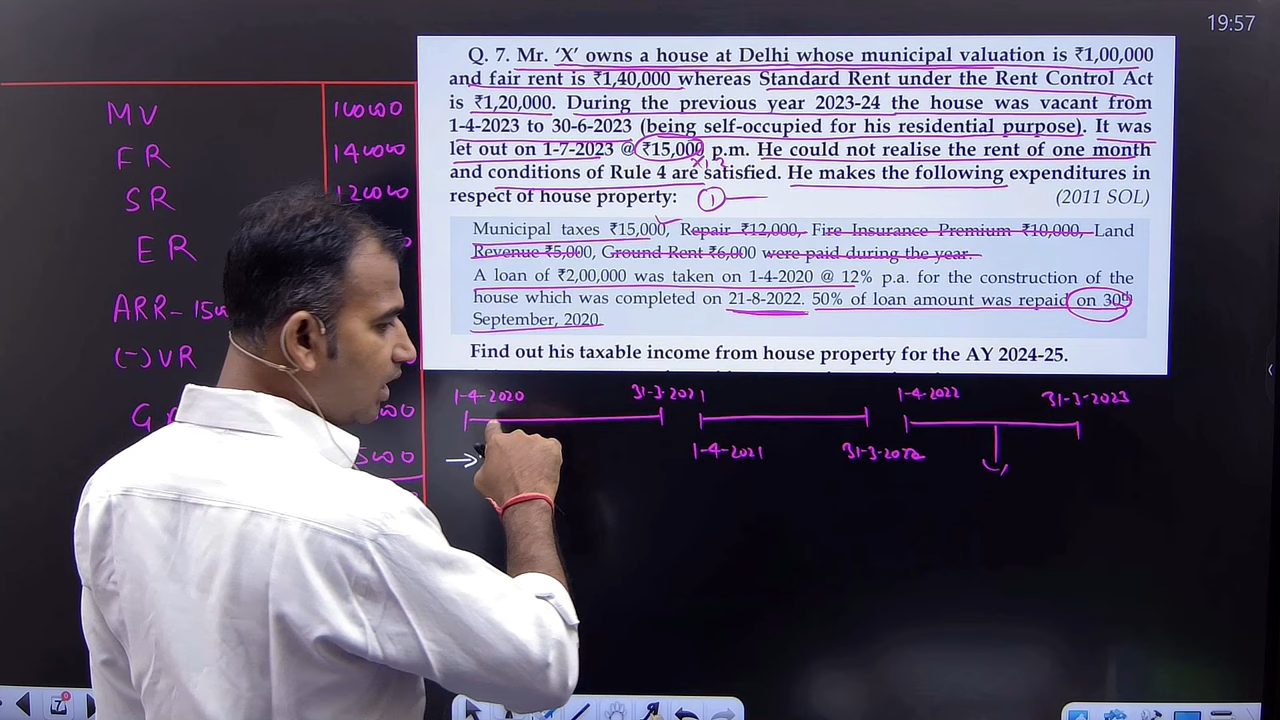 19:57
Q. 7. Mr. ‘X’ owns a house at Delhi whose municipal valuation is ₹1,00,000
and fair rent is ₹1,40,000 whereas Standard Rent under the Rent Control Act
is ₹1,20,000. During the previous year 2023-24 the house was vacant from
1-4-2023 to 30-6-2023 (being self-occupied for his residential purpose). It was
let out on 1-7-2023 @ ₹15,000 p.m. He could not realise the rent of one month
and conditions of Rule 4 are satisfied. He makes the following expenditures in
respect of house property: 1 (2011 SOL)
Municipal taxes ₹15,000, Repair ₹12,000, Fire Insurance Premium ₹10,000, Land
Revenue ₹5,000, Ground Rent ₹6,000 were paid during the year.
A loan of ₹2,00,000 was taken on 1-4-2020 @ 12% p.a. for the construction of the
house which was completed on 21-8-2022. 50% of loan amount was repaid on 30th
September, 2020.
Find out his taxable income from house property for the AY 2024-25.
MV 100000
FR 140000
SR 120000
ER
ARR-
(-) VR
1-4-2020 31-3-2021 1-4-2022 31-3-2023
1-4-2021 31-3-2022
7